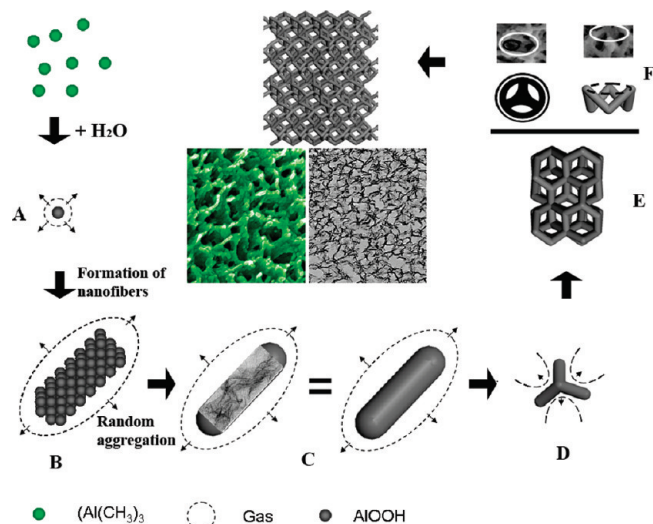 + H₂O
F
A
E
Formation of
nanofibers
Random
aggregation
B
C
D
(Al(CH₃)₃
Gas
AlOOH